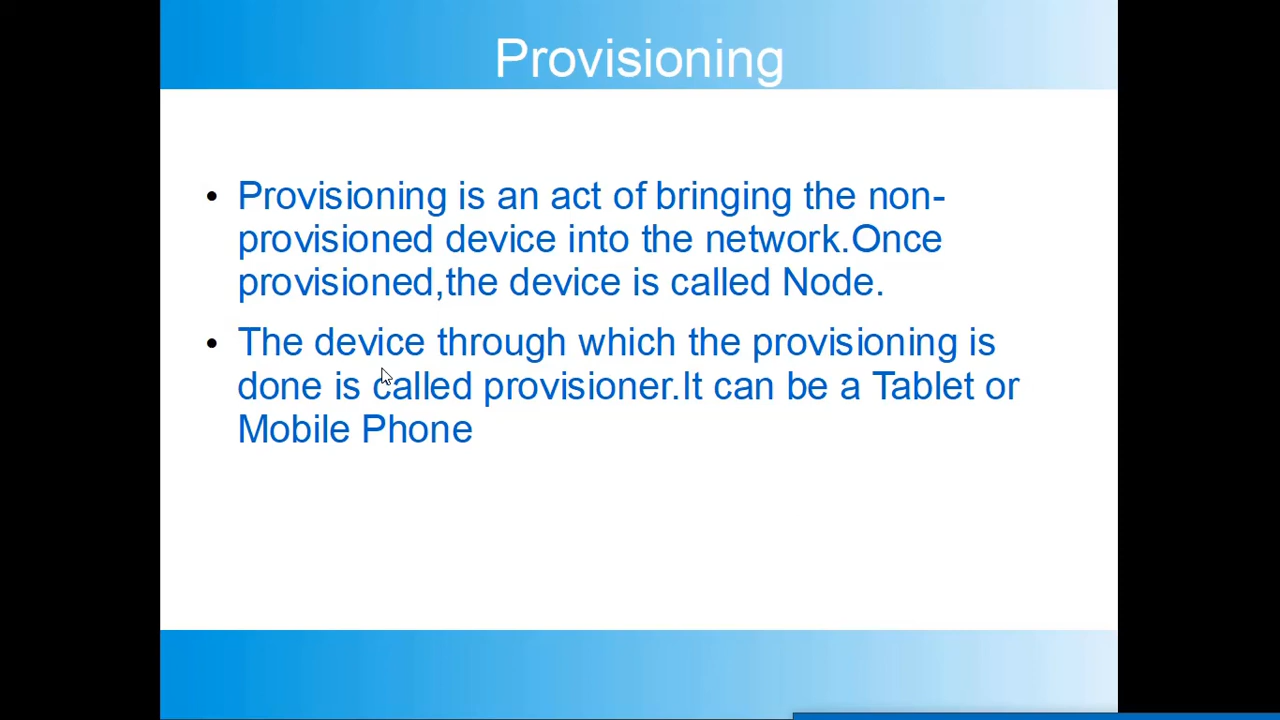 Provisioning
• Provisioning is an act of bringing the non-
provisioned device into the network.Once
provisioned,the device is called Node.
• The device through which the provisioning is
done is called provisioner.It can be a Tablet or
Mobile Phone